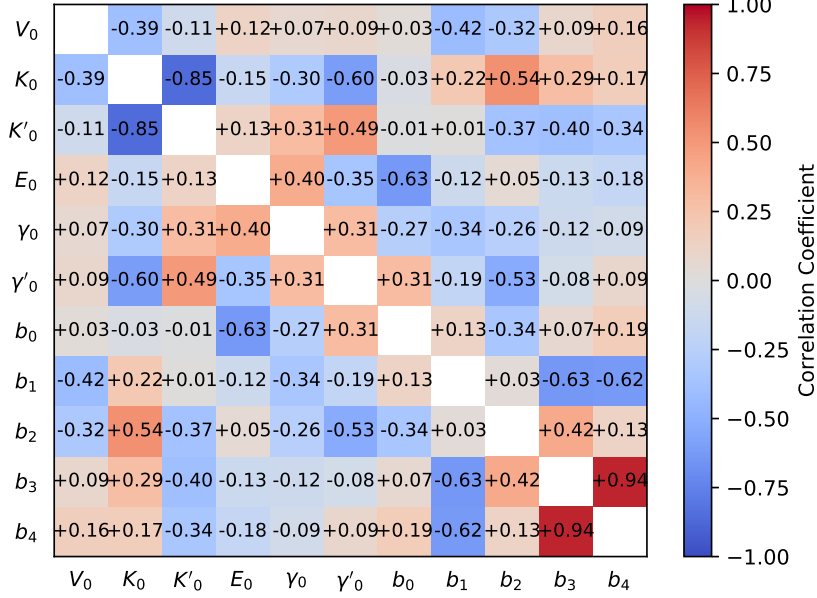 V₀ -0.39 -0.11 +0.12 +0.07 +0.09 +0.03 -0.42 -0.32 +0.09 +0.16
K₀ -0.39 -0.85 -0.15 -0.30 -0.60 -0.03 +0.22 +0.54 +0.29 +0.17
K′₀ -0.11 -0.85 +0.13 +0.31 +0.49 -0.01 +0.01 -0.37 -0.40 -0.34
E₀ +0.12 -0.15 +0.13 +0.40 -0.35 -0.63 -0.12 +0.05 -0.13 -0.18
γ₀ +0.07 -0.30 +0.31 +0.40 +0.31 -0.27 -0.34 -0.26 -0.12 -0.09
γ′₀ +0.09 -0.60 +0.49 -0.35 +0.31 +0.31 -0.19 -0.53 -0.08 +0.09
b₀ +0.03 -0.03 -0.01 -0.63 -0.27 +0.31 +0.13 -0.34 +0.07 +0.19
b₁ -0.42 +0.22 +0.01 -0.12 -0.34 -0.19 +0.13 +0.03 -0.63 -0.62
b₂ -0.32 +0.54 -0.37 +0.05 -0.26 -0.53 -0.34 +0.03 +0.42 +0.13
b₃ +0.09 +0.29 -0.40 -0.13 -0.12 -0.08 +0.07 -0.63 +0.42 +0.94
b₄ +0.16 +0.17 -0.34 -0.18 -0.09 +0.09 +0.19 -0.62 +0.13 +0.94
V₀ K₀ K′₀ E₀ γ₀ γ′₀ b₀ b₁ b₂ b₃ b₄
1.00
0.75
0.50
0.25
0.00
−0.25
−0.50
−0.75
−1.00
Correlation Coefficient